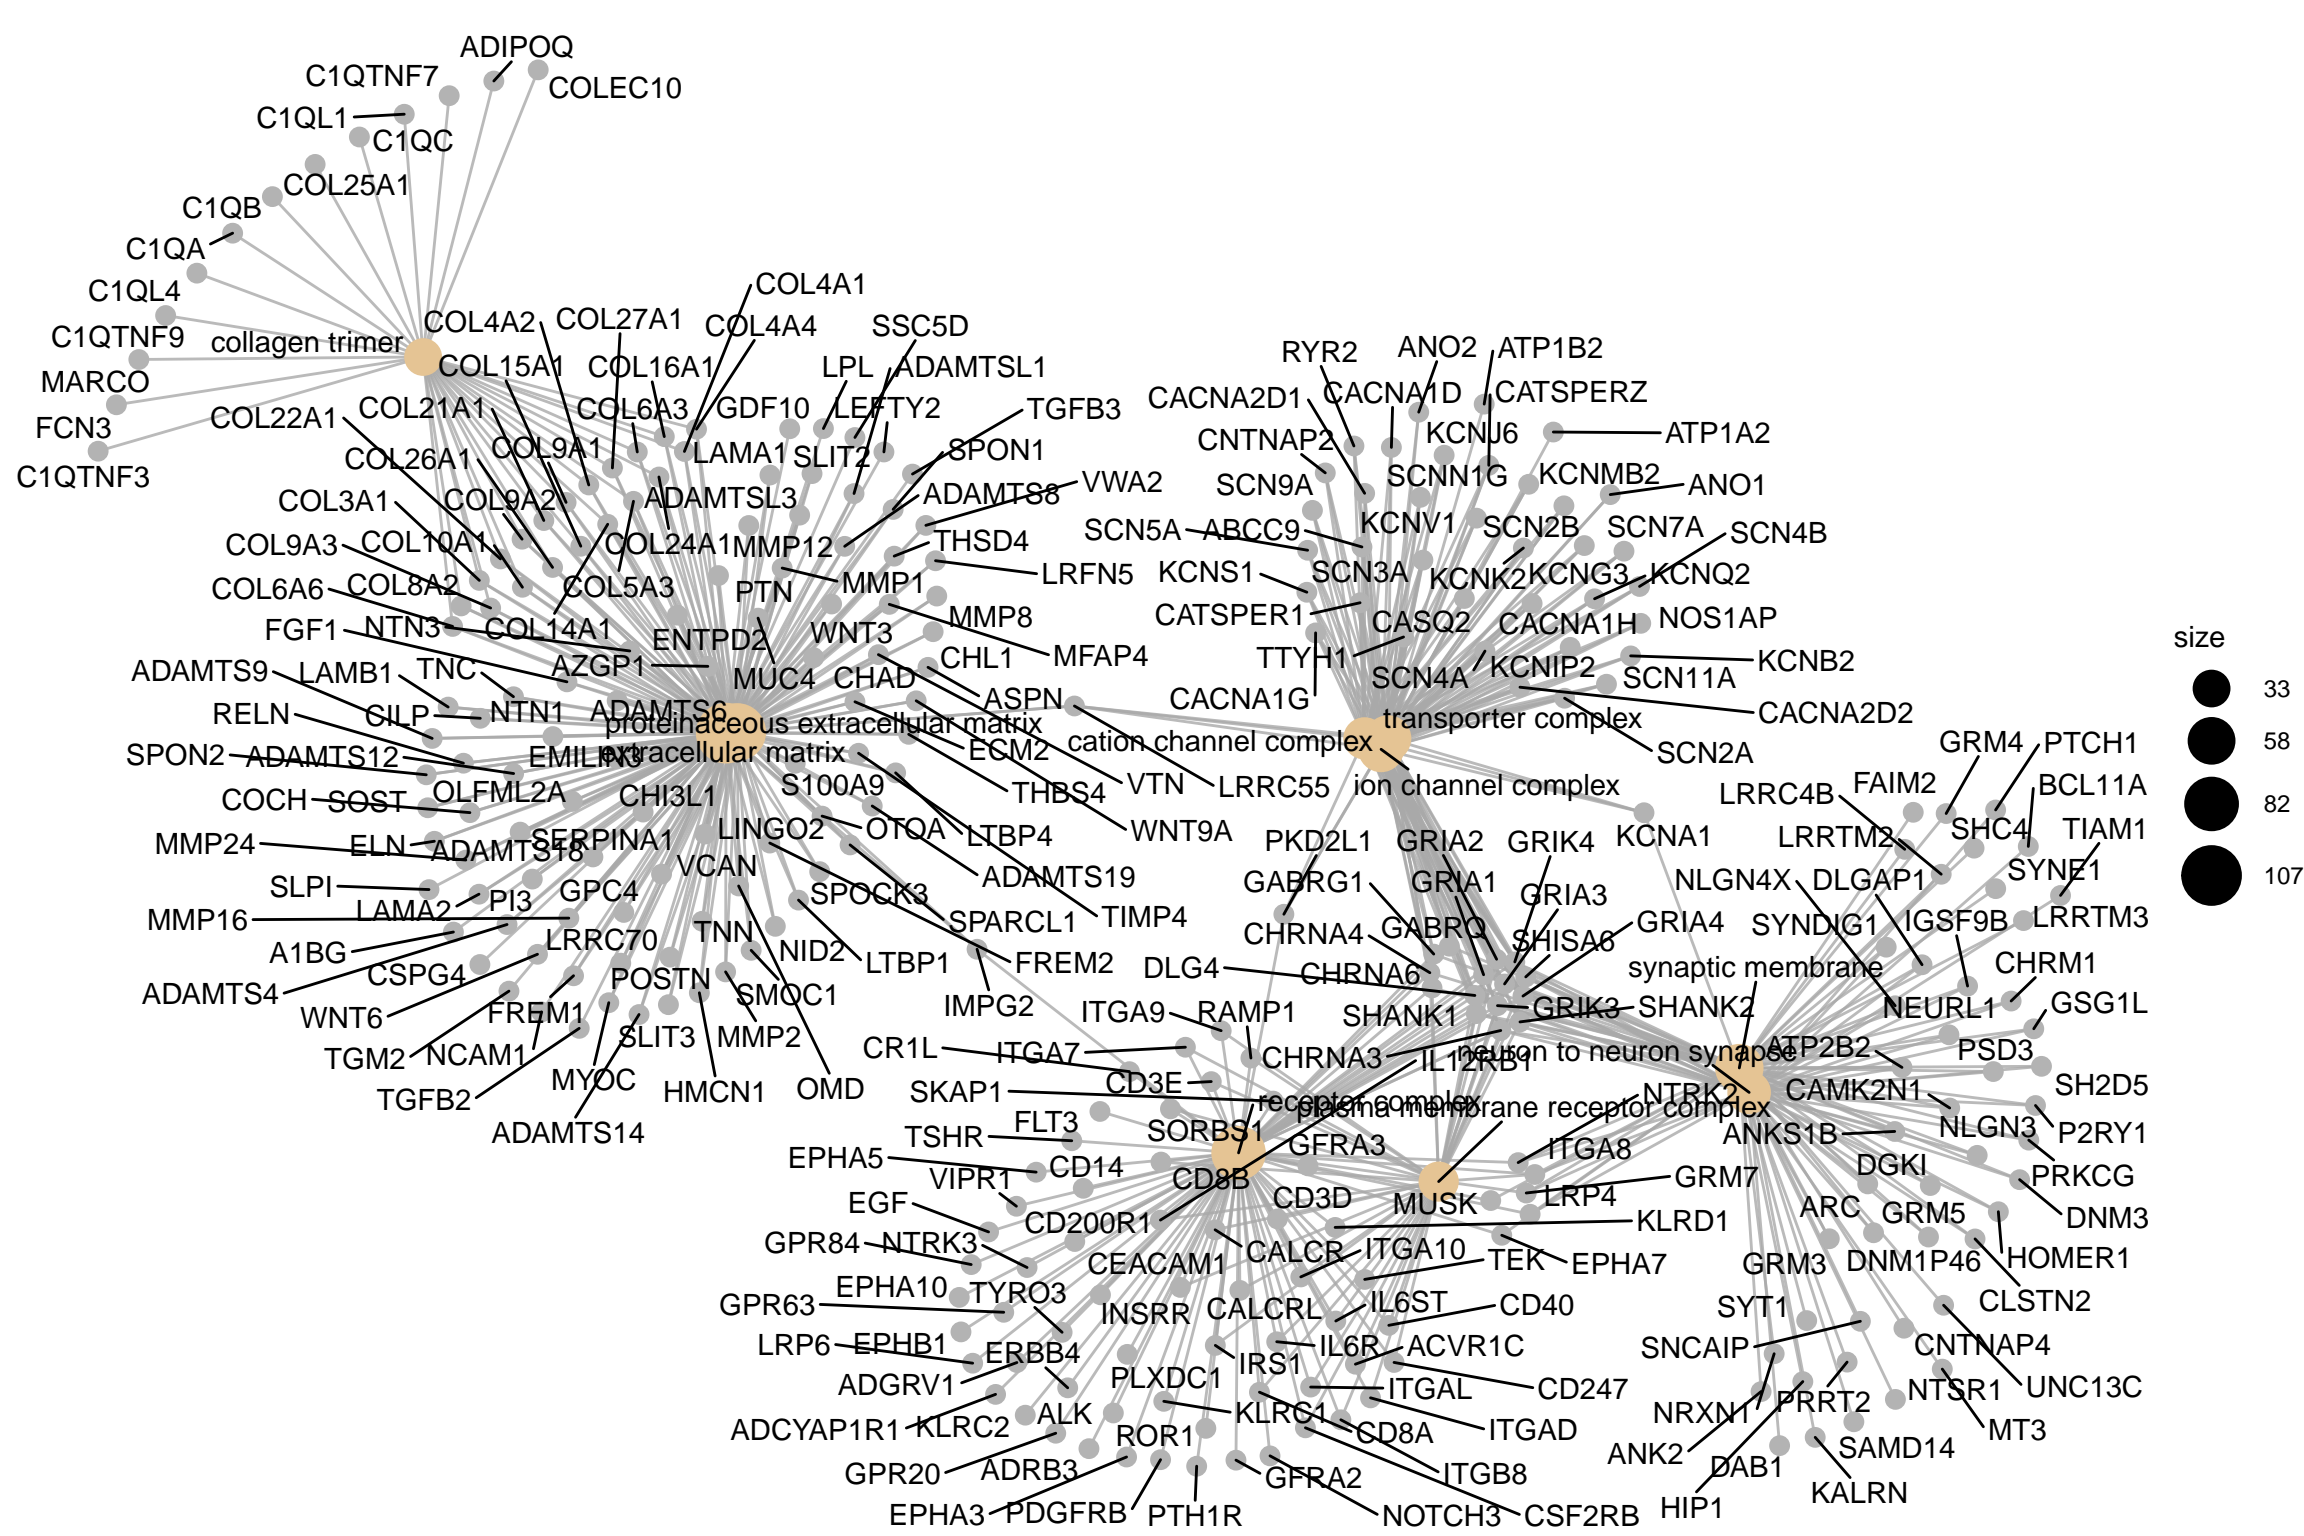 ADIPOQ
C1QTNF7
COLEC10
C1QL1
C1QC
COL25A1
C1QB
C1QA
C1QL4
C1QTNF9
collagen trimer
MARCO
FCN3
C1QTNF3
COL4A1
COL4A2
COL27A1
COL4A4
SSC5D
COL15A1
COL16A1
LPL
ADAMTSL1
COL22A1
COL21A1
COL6A3
GDF10
LEFTY2
TGFB3
COL26A1
COL9A1
LAMA1
SLIT2
SPON1
COL3A1
COL9A2
ADAMTSL3
ADAMTS8
VWA2
COL9A3
COL10A1
COL24A1
MMP12
THSD4
COL6A6
COL8A2
COL5A3
PTN
MMP1
LRFN5
FGF1
NTN3
COL14A1
ENTPD2
WNT3
MMP8
ADAMTS9
LAMB1
TNC
AZGP1
MUC4
CHAD
CHL1
MFAP4
RELN
CILP
NTN1
ADAMTS6
ASPN
proteinaceous extracellular matrix
SPON2
ADAMTS12
EMILIN3
extracellular matrix
ECM2
COCH
SOST
OLFML2A
CHI3L1
S100A9
THBS4
VTN
LRRC55
MMP24
ELN
ADAMTS18
SERPINA1
LINGO2
OTOA
LTBP4
WNT9A
SLPI
LAMA2
PI3
GPC4
VCAN
SPOCK3
ADAMTS19
MMP16
A1BG
LRRC70
TNN
NID2
SPARCL1
TIMP4
ADAMTS4
CSPG4
POSTN
SMOC1
LTBP1
FREM2
WNT6
FREM1
SLIT3
MMP2
IMPG2
TGM2
NCAM1
TGFB2
MYOC
HMCN1
OMD
ADAMTS14
RYR2
ANO2
ATP1B2
CACNA2D1
CACNA1D
CATSPERZ
CNTNAP2
KCNJ6
ATP1A2
SCN9A
SCNN1G
KCNMB2
ANO1
SCN5A
ABCC9
KCNV1
SCN2B
SCN7A
SCN4B
KCNS1
SCN3A
KCNK2
KCNG3
KCNQ2
CATSPER1
CASQ2
CACNA1H
NOS1AP
TTYH1
SCN4A
KCNIP2
SCN11A
KCNB2
CACNA1G
transporter complex
CACNA2D2
cation channel complex
SCN2A
ion channel complex
PKD2L1
GRIA2
GRIK4
KCNA1
GABRG1
GRIA1
GRIA3
CHRNA4
GABRQ
SHISA6
GRIA4
DLG4
CHRNA6
SHANK1
GRIK3
SHANK2
CHRNA3
IL12RB1
GRM4
PTCH1
LRRC4B
FAIM2
BCL11A
LRRTM2
SHC4
TIAM1
NLGN4X
DLGAP1
SYNE1
SYNDIG1
IGSF9B
LRRTM3
synaptic membrane
CHRM1
NEURL1
GSG1L
neuron to neuron synapse
ATP2B2
PSD3
CAMK2N1
SH2D5
NTRK2
plasma membrane receptor complex
receptor complex
ANKS1B
NLGN3
P2RY1
DGKI
PRKCG
ARC
GRM5
DNM3
GRM3
DNM1P46
HOMER1
SYT1
CLSTN2
SNCAIP
CNTNAP4
NRXN1
PRRT2
NTSR1
UNC13C
ANK2
DAB1
SAMD14
MT3
HIP1
KALRN
ITGA9
RAMP1
CR1L
ITGA7
SKAP1
CD3E
TSHR
FLT3
SORBS1
GFRA3
ITGA8
EPHA5
VIPR1
CD14
CD8B
CD3D
MUSK
LRP4
GRM7
EGF
CD200R1
KLRD1
GPR84
NTRK3
CEACAM1
CALCR
ITGA10
TEK
EPHA7
GPR63
EPHA10
TYRO3
INSRR
CALCRL
IL6ST
CD40
LRP6
EPHB1
ERBB4
IRS1
IL6R
ACVR1C
ADGRV1
PLXDC1
ITGAL
CD247
ADCYAP1R1
KLRC2
ALK
ROR1
KLRC1
CD8A
ITGAD
GPR20
ADRB3
GFRA2
ITGB8
EPHA3
PDGFRB
PTH1R
NOTCH3
CSF2RB
size
33
58
82
107